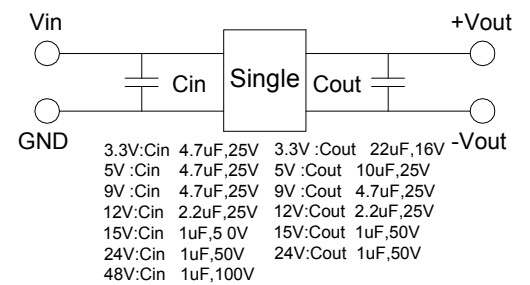 Vin +Vout
Cin Single Cout
GND -Vout
3.3V:Cin 4.7uF,25V 3.3V :Cout 22uF,16V
5V :Cin 4.7uF,25V 5V :Cout 10uF,25V
9V :Cin 4.7uF,25V 9V :Cout 4.7uF,25V
12V:Cin 2.2uF,25V 12V:Cout 2.2uF,25V
15V:Cin 1uF,5 0V 15V:Cout 1uF,50V
24V:Cin 1uF,50V 24V:Cout 1uF,50V
48V:Cin 1uF,100V